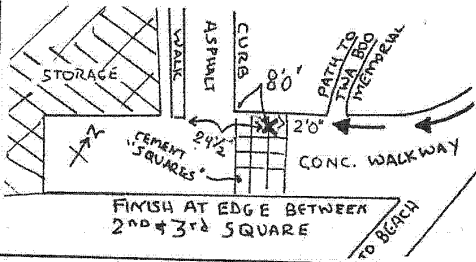 STORAGE
WALK
ASPHALT
CURB
8'0"
PATH TO
TWA 800
MEMORIAL
2'0"
24½"
CEMENT
"SQUARES"
N
CONC. WALKWAY
FINISH AT EDGE BETWEEN
2ND & 3rd SQUARE
TO BEACH